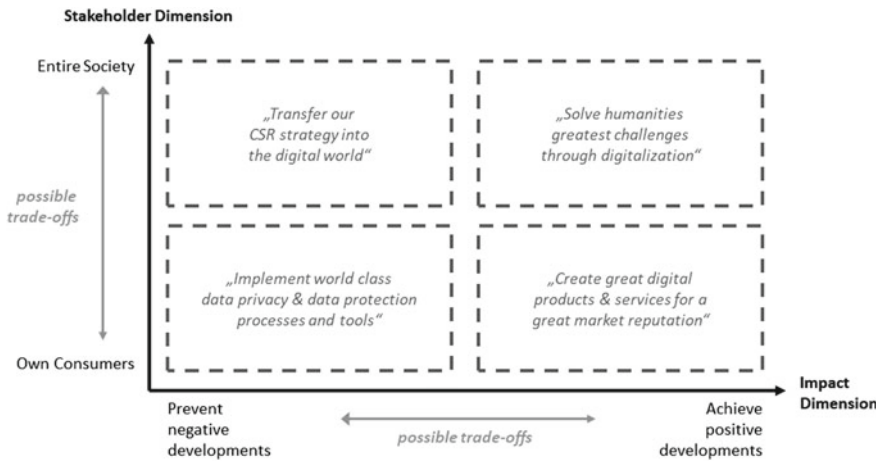 Stakeholder Dimension
Entire Society
„Transfer our
CSR strategy into
the digital world“
„Solve humanities
greatest challenges
through digitalization“
possible
trade-offs
„Implement world class
data privacy & data protection
processes and tools“
„Create great digital
products & services for a
great market reputation“
Own Consumers
Impact
Dimension
Prevent
negative
developments
possible trade-offs
Achieve
positive
developments